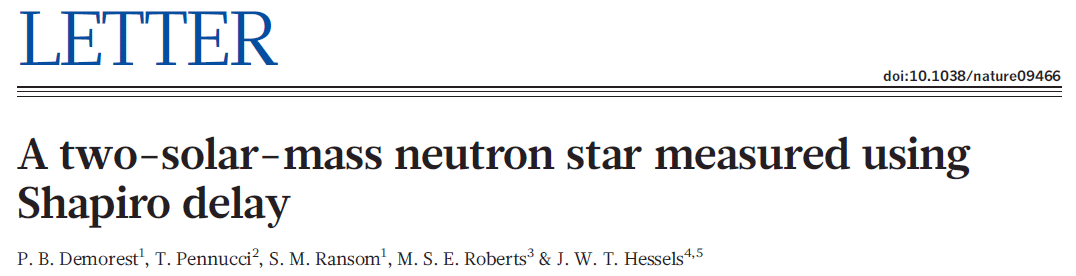 LETTER
doi:10.1038/nature09466
A two-solar-mass neutron star measured using
Shapiro delay
P. B. Demorest¹, T. Pennucci², S. M. Ransom¹, M. S. E. Roberts³ & J. W. T. Hessels⁴,⁵